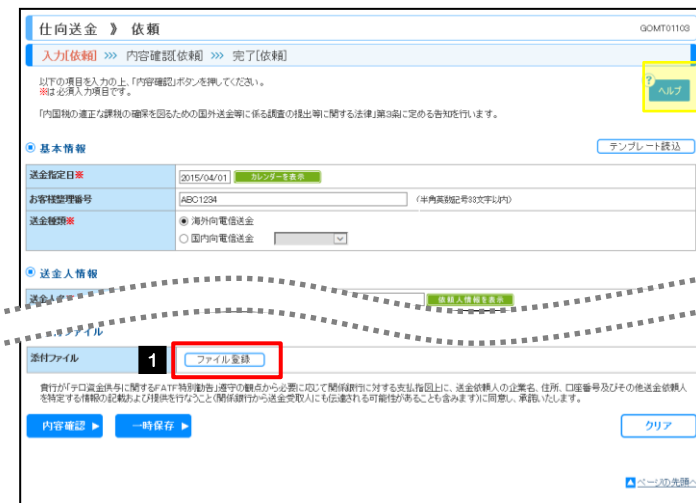 仕向送金 》 依頼
GOMT01103
入力[依頼] >>> 内容確認[依頼] >>> 完了[依頼]
以下の項目を入力の上、「内容確認」ボタンを押してください。
※は必須入力項目です。
? ヘルプ
「内国税の適正な課税の確保を図るための国外送金等に係る調書の提出等に関する法律」第3条に定める告知を行います。
基本情報
テンプレート読込
送金指定日※
2015/04/01
カレンダーを表示
お客様整理番号
ABC1234
(半角英数記号33文字以内)
送金種類※
海外向電信送金
国内向電信送金
送金人情報
依頼人情報を表示
ファイル
添付ファイル
1
ファイル登録
貴行が「テロ資金供与に関するFATF特別勧告」遵守の観点から必要に応じて関係銀行に対する支払指図上に、送金依頼人の企業名、住所、口座番号及びその他送金依頼人
を特定する情報の記載および提供を行なうこと(関係銀行から送金受取人にも伝達される可能性があることも含みます)に同意し、承諾いたします。
内容確認
一時保存
クリア
ページの先頭へ